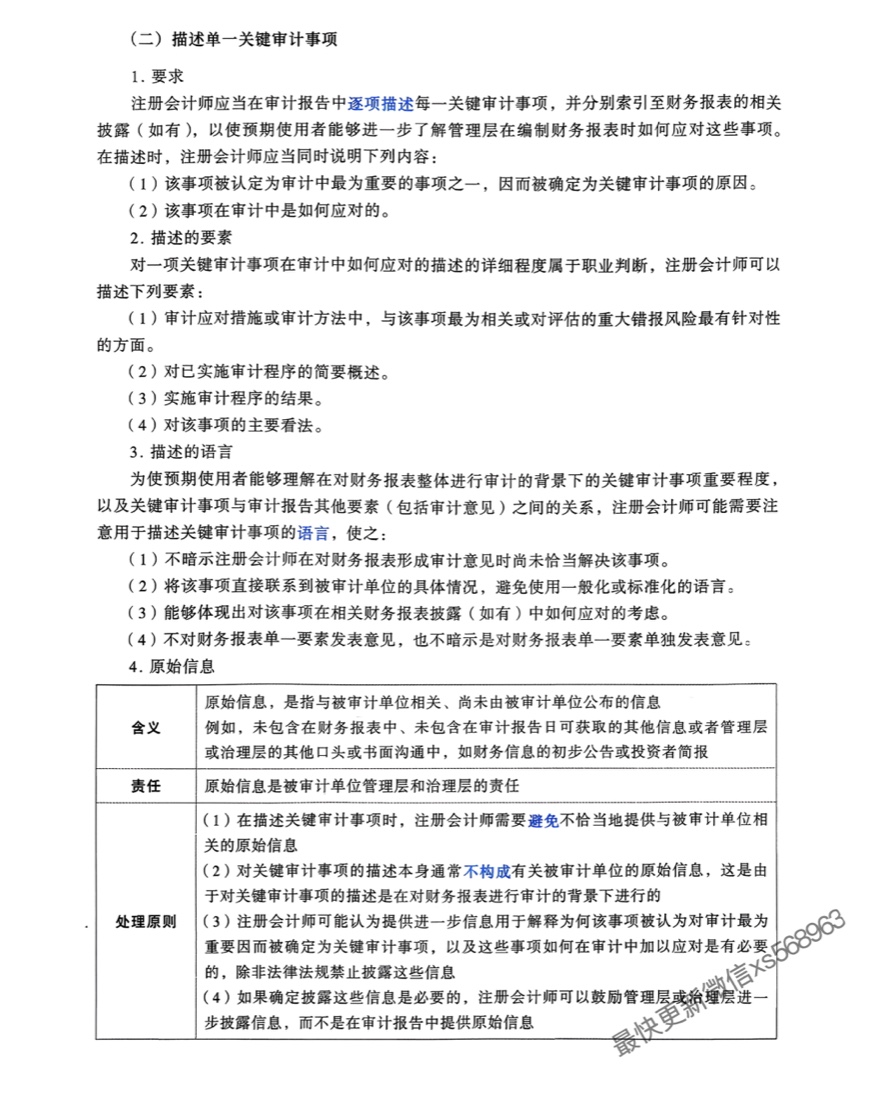 （二）描述单一关键审计事项
1. 要求
注册会计师应当在审计报告中逐项描述每一关键审计事项，并分别索引至财务报表的相关
披露（如有），以使预期使用者能够进一步了解管理层在编制财务报表时如何应对这些事项。
在描述时，注册会计师应当同时说明下列内容：
（1）该事项被认定为审计中最为重要的事项之一，因而被确定为关键审计事项的原因。
（2）该事项在审计中是如何应对的。
2. 描述的要素
对一项关键审计事项在审计中如何应对的描述的详细程度属于职业判断，注册会计师可以
描述下列要素：
（1）审计应对措施或审计方法中，与该事项最为相关或对评估的重大错报风险最有针对性
的方面。
（2）对已实施审计程序的简要概述。
（3）实施审计程序的结果。
（4）对该事项的主要看法。
3. 描述的语言
为使预期使用者能够理解在对财务报表整体进行审计的背景下的关键审计事项重要程度，
以及关键审计事项与审计报告其他要素（包括审计意见）之间的关系，注册会计师可能需要注
意用于描述关键审计事项的语言，使之：
（1）不暗示注册会计师在对财务报表形成审计意见时尚未恰当解决该事项。
（2）将该事项直接联系到被审计单位的具体情况，避免使用一般化或标准化的语言。
（3）能够体现出对该事项在相关财务报表披露（如有）中如何应对的考虑。
（4）不对财务报表单一要素发表意见，也不暗示是对财务报表单一要素单独发表意见。
4. 原始信息
含义
原始信息，是指与被审计单位相关、尚未由被审计单位公布的信息
例如，未包含在财务报表中、未包含在审计报告日可获取的其他信息或者管理层
或治理层的其他口头或书面沟通中，如财务信息的初步公告或投资者简报
责任
原始信息是被审计单位管理层和治理层的责任
处理原则
（1）在描述关键审计事项时，注册会计师需要避免不恰当地提供与被审计单位相
关的原始信息
（2）对关键审计事项的描述本身通常不构成有关被审计单位的原始信息，这是由
于对关键审计事项的描述是在对财务报表进行审计的背景下进行的
（3）注册会计师可能认为提供进一步信息用于解释为何该事项被认为对审计最为
重要因而被确定为关键审计事项，以及这些事项如何在审计中加以应对是有必要
的，除非法律法规禁止披露这些信息
（4）如果确定披露这些信息是必要的，注册会计师可以鼓励管理层或治理层进一
步披露信息，而不是在审计报告中提供原始信息
最快更新微信xs568963